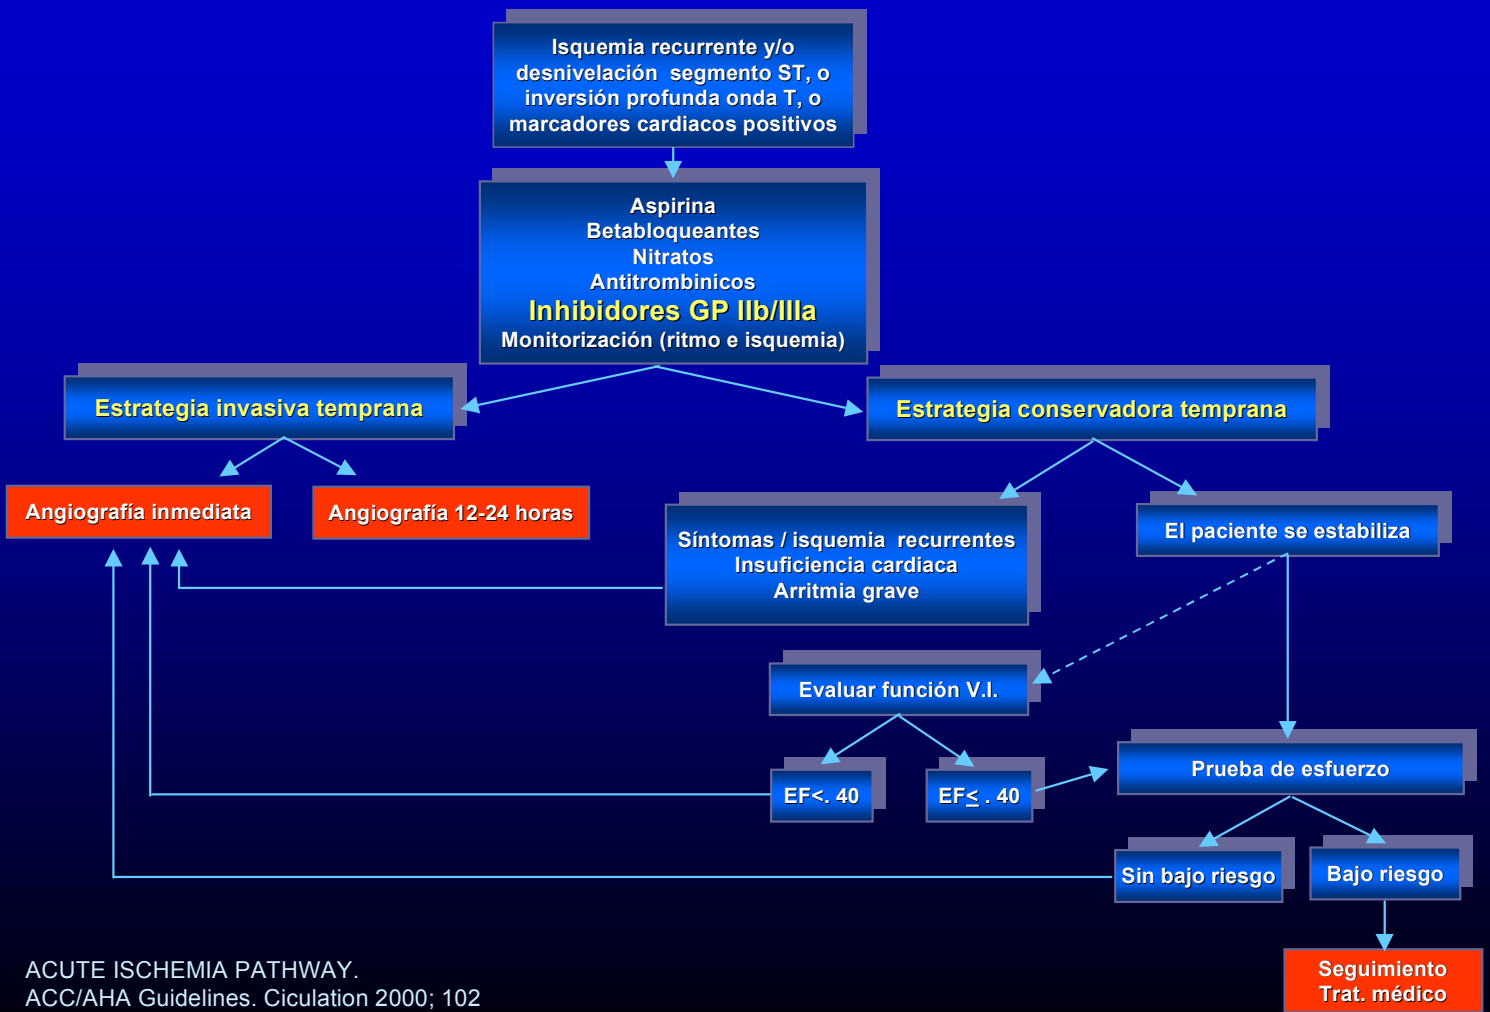 Isquemia recurrente y/o
desnivelación segmento ST, o
inversión profunda onda T, o
marcadores cardiacos positivos
Aspirina
Betabloqueantes
Nitratos
Antitrombinicos
Inhibidores GP IIb/IIIa
Monitorización (ritmo e isquemia)
Estrategia invasiva temprana
Estrategia conservadora temprana
Angiografía inmediata
Angiografía 12-24 horas
Síntomas / isquemia recurrentes
Insuficiencia cardiaca
Arritmia grave
El paciente se estabiliza
Evaluar función V.I.
EF<. 40
EF≤ . 40
Prueba de esfuerzo
Sin bajo riesgo
Bajo riesgo
Seguimiento
Trat. médico
ACUTE ISCHEMIA PATHWAY.
ACC/AHA Guidelines. Ciculation 2000; 102